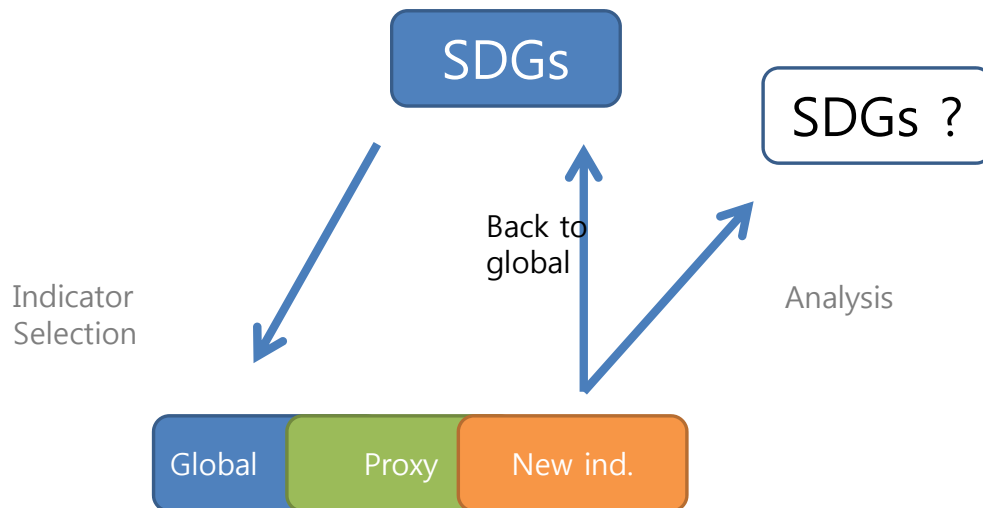 SDGs
SDGs ?
Back to
global
Indicator
Selection
Analysis
Global
Proxy
New ind.